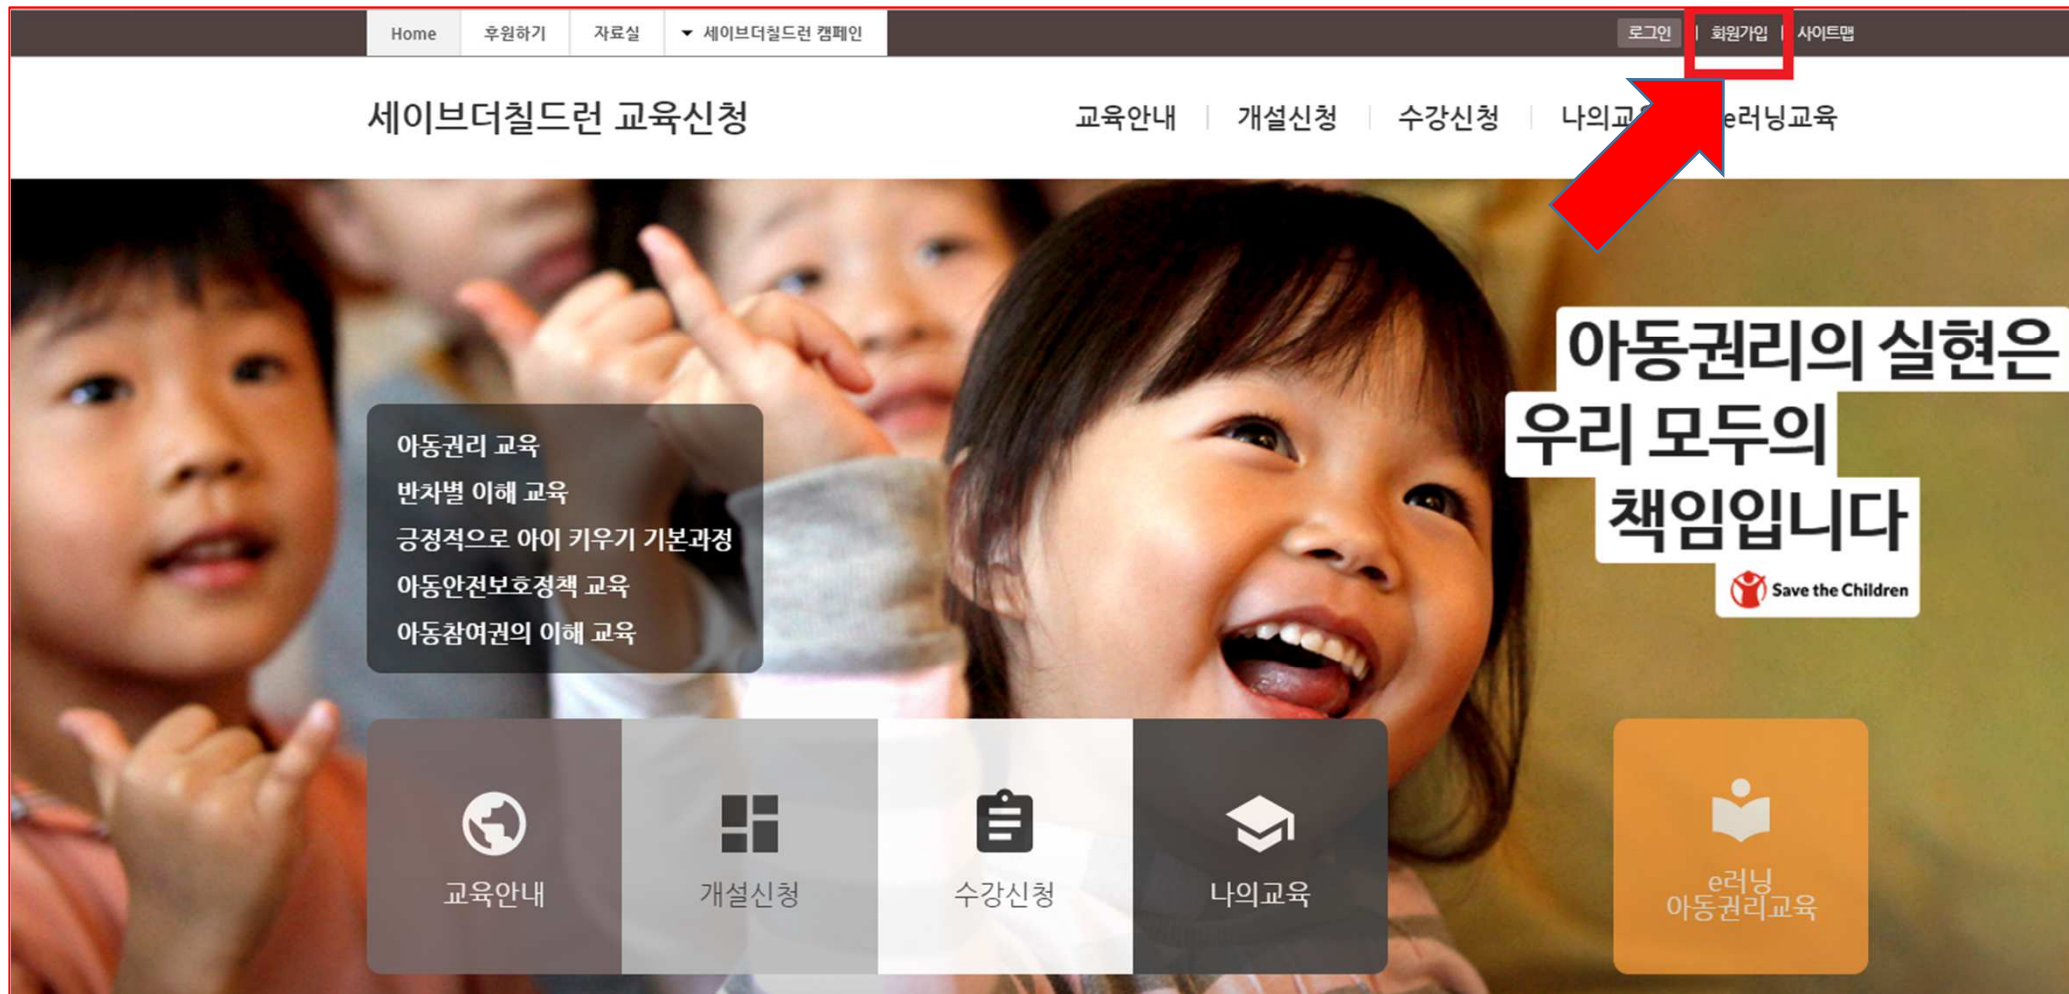 Home 후원하기 자료실 세이브더칠드런 캠페인 로그인 | 회원가입 | 사이트맵
세이브더칠드런 교육신청
교육안내 | 개설신청 | 수강신청 | 나의교육 e러닝교육
아동권리의 실현은
우리 모두의
책임입니다
Save the Children
아동권리 교육
반차별 이해 교육
긍정적으로 아이 키우기 기본과정
아동안전보호정책 교육
아동참여권의 이해 교육
교육안내
개설신청
수강신청
나의교육
e러닝
아동권리교육